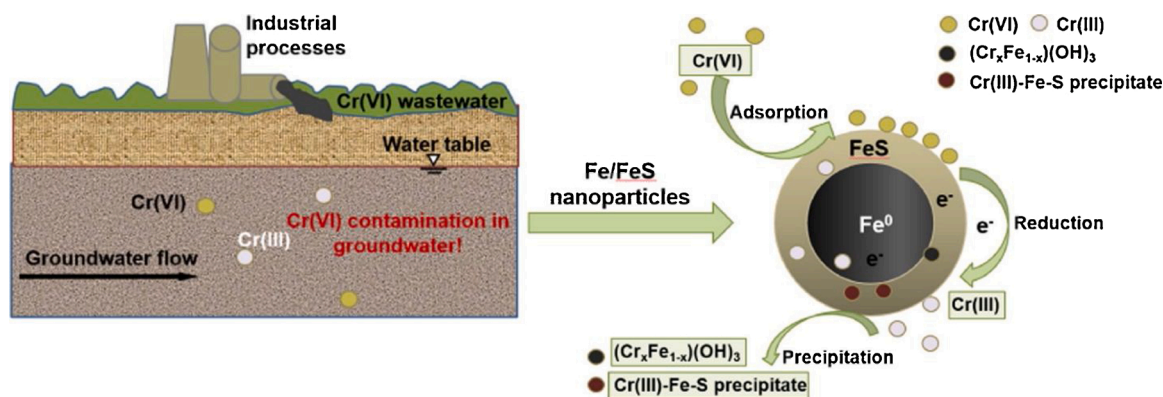 Industrial
processes
Cr(VI) wastewater
Water table
Cr(VI)
Cr(VI) contamination in
groundwater!
Cr(III)
Groundwater flow
Fe/FeS
nanoparticles
Cr(VI)
Adsorption
FeS
Fe⁰
e⁻
e⁻
e⁻
Reduction
Cr(III)
Precipitation
(CrₓFe₁₋ₓ)(OH)₃
Cr(III)-Fe-S precipitate
Cr(VI) Cr(III)
(CrₓFe₁₋ₓ)(OH)₃
Cr(III)-Fe-S precipitate